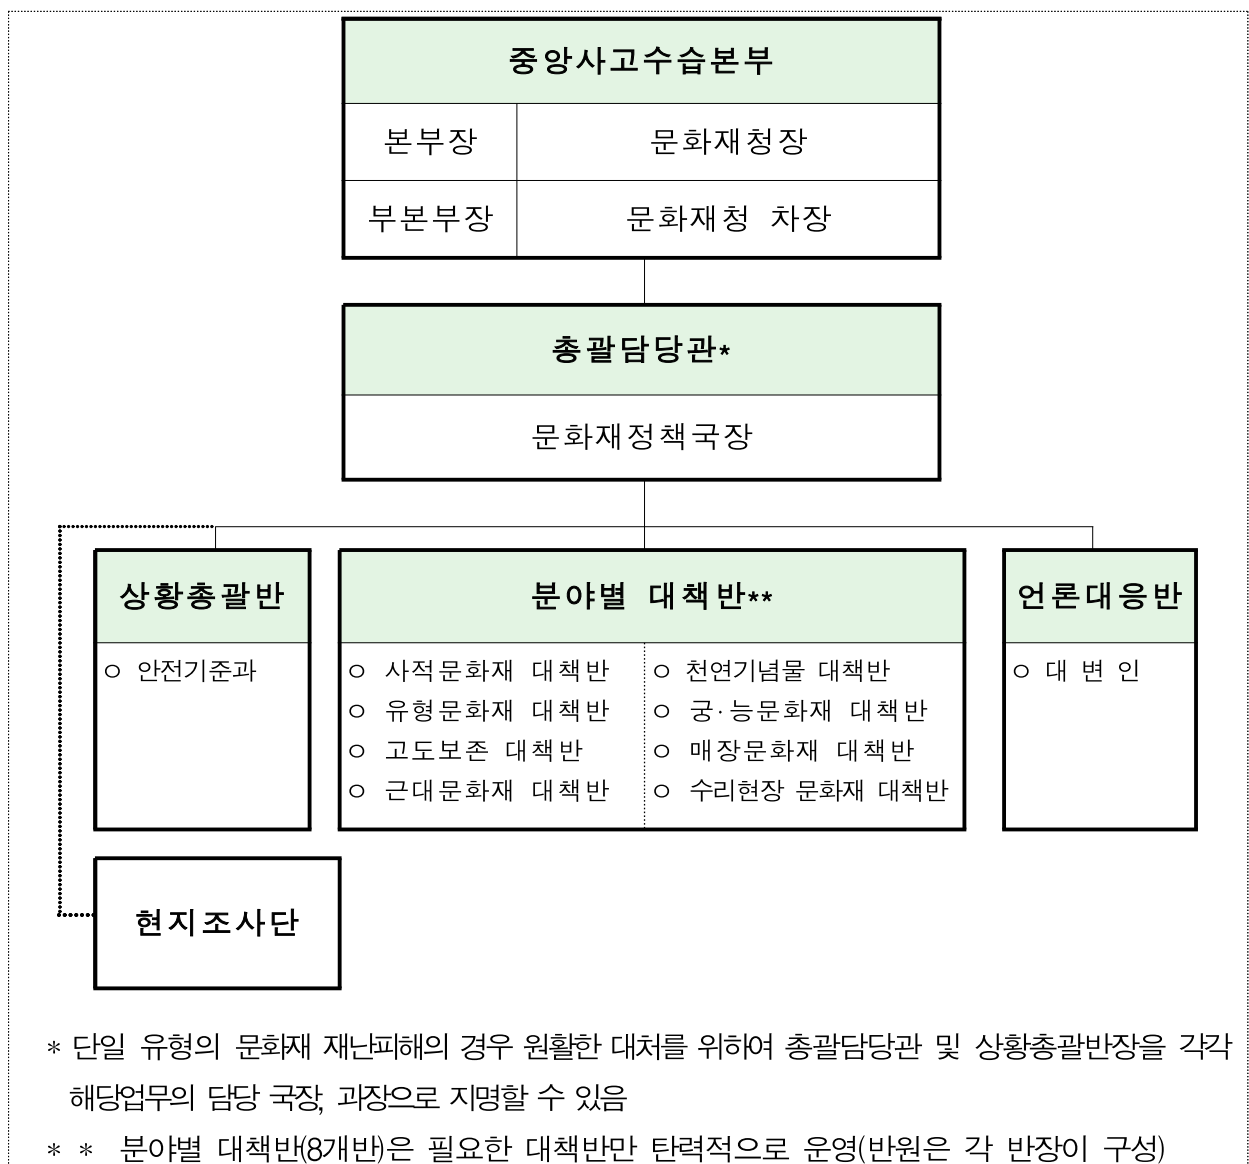 중앙사고수습본부
본부장 문화재청장
부본부장 문화재청 차장
총괄담당관*
문화재정책국장
상황총괄반
ㅇ 안전기준과
분야별 대책반**
ㅇ 사적문화재 대책반
ㅇ 유형문화재 대책반
ㅇ 고도보존 대책반
ㅇ 근대문화재 대책반
ㅇ 천연기념물 대책반
ㅇ 궁·능문화재 대책반
ㅇ 매장문화재 대책반
ㅇ 수리현장 문화재 대책반
언론대응반
ㅇ 대 변 인
현지조사단
* 단일 유형의 문화재 재난피해의 경우 원활한 대처를 위하여 총괄담당관 및 상황총괄반장을 각각
해당업무의 담당 국장, 과장으로 지명할 수 있음
* * 분야별 대책반(8개반)은 필요한 대책반만 탄력적으로 운영(반원은 각 반장이 구성)